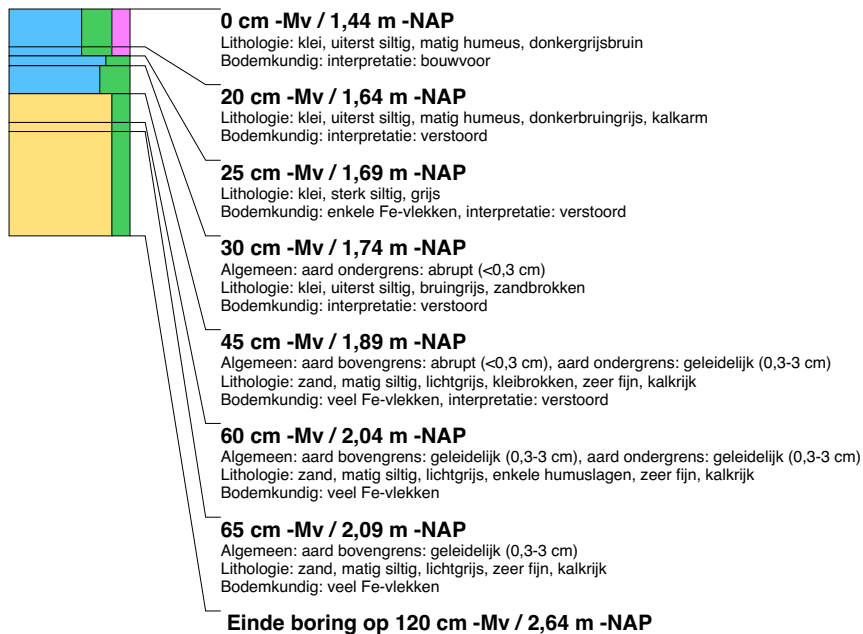 0 cm -Mv / 1,44 m -NAP
Lithologie: klei, uiterst siltig, matig humeus, donkergrijsbruin
Bodemkundig: interpretatie: bouwvoor
20 cm -Mv / 1,64 m -NAP
Lithologie: klei, uiterst siltig, matig humeus, donkerbruingrijs, kalkarm
Bodemkundig: interpretatie: verstoord
25 cm -Mv / 1,69 m -NAP
Lithologie: klei, sterk siltig, grijs
Bodemkundig: enkele Fe-vlekken, interpretatie: verstoord
30 cm -Mv / 1,74 m -NAP
Algemeen: aard ondergrens: abrupt (<0,3 cm)
Lithologie: klei, uiterst siltig, bruingrijs, zandbrokken
Bodemkundig: interpretatie: verstoord
45 cm -Mv / 1,89 m -NAP
Algemeen: aard bovengrens: abrupt (<0,3 cm), aard ondergrens: geleidelijk (0,3-3 cm)
Lithologie: zand, matig siltig, lichtgrijs, kleibrokken, zeer fijn, kalkrijk
Bodemkundig: veel Fe-vlekken, interpretatie: verstoord
60 cm -Mv / 2,04 m -NAP
Algemeen: aard bovengrens: geleidelijk (0,3-3 cm), aard ondergrens: geleidelijk (0,3-3 cm)
Lithologie: zand, matig siltig, lichtgrijs, enkele humuslagen, zeer fijn, kalkrijk
Bodemkundig: veel Fe-vlekken
65 cm -Mv / 2,09 m -NAP
Algemeen: aard bovengrens: geleidelijk (0,3-3 cm)
Lithologie: zand, matig siltig, lichtgrijs, zeer fijn, kalkrijk
Bodemkundig: veel Fe-vlekken
Einde boring op 120 cm -Mv / 2,64 m -NAP